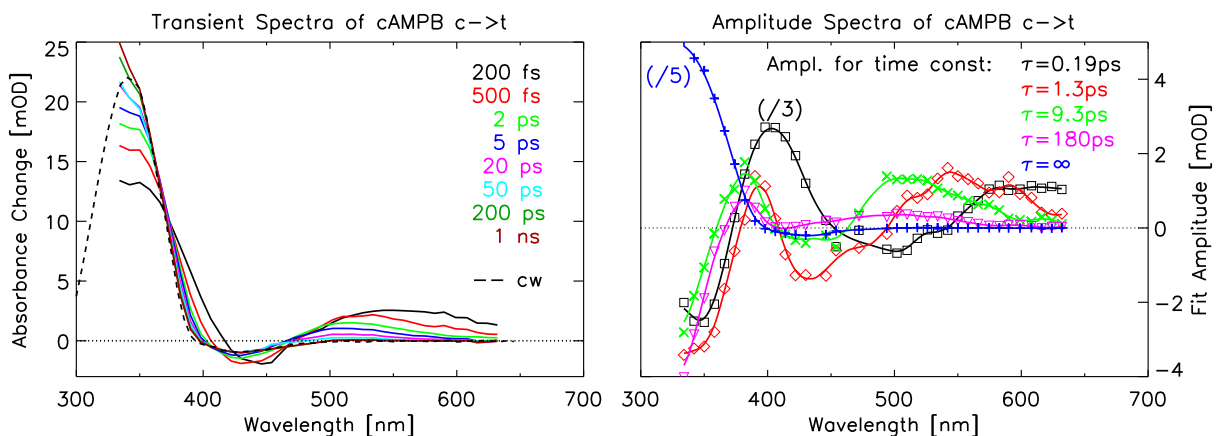 Transient Spectra of cAMPB c->t
Absorbance Change [mOD]
25
20
15
10
5
0
200 fs
500 fs
2 ps
5 ps
20 ps
50 ps
200 ps
1 ns
cw
300 400 500 600 700
Wavelength [nm]
Amplitude Spectra of cAMPB c->t
(/5)
(/3)
Ampl. for time const:
τ=0.19ps
τ=1.3ps
τ=9.3ps
τ=180ps
τ=∞
4
2
0
−2
−4
Fit Amplitude [mOD]
300 400 500 600 700
Wavelength [nm]